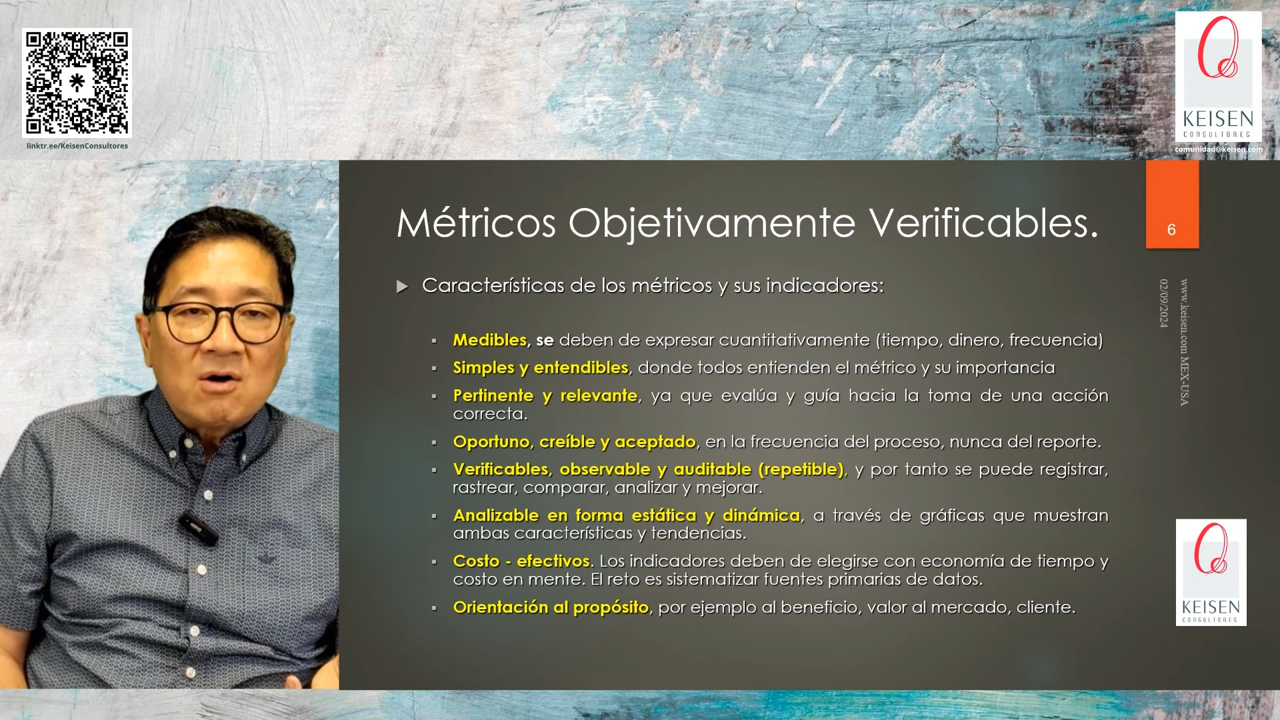 linktr.ee/KeisenConsultores
KEISEN
CONSULTORES
comunidad@keisen.com
Métricos Objetivamente Verificables.
6
Características de los métricos y sus indicadores:
www.keisen.com MEX-USA
02/09/2024
Medibles, se deben de expresar cuantitativamente (tiempo, dinero, frecuencia)
Simples y entendibles, donde todos entienden el métrico y su importancia
Pertinente y relevante, ya que evalúa y guía hacia la toma de una acción
correcta.
Oportuno, creíble y aceptado, en la frecuencia del proceso, nunca del reporte.
Verificables, observable y auditable (repetible), y por tanto se puede registrar,
rastrear, comparar, analizar y mejorar.
Analizable en forma estática y dinámica, a través de gráficas que muestran
ambas características y tendencias.
Costo - efectivos. Los indicadores deben de elegirse con economía de tiempo y
costo en mente. El reto es sistematizar fuentes primarias de datos.
Orientación al propósito, por ejemplo al beneficio, valor al mercado, cliente.
KEISEN
CONSULTORES